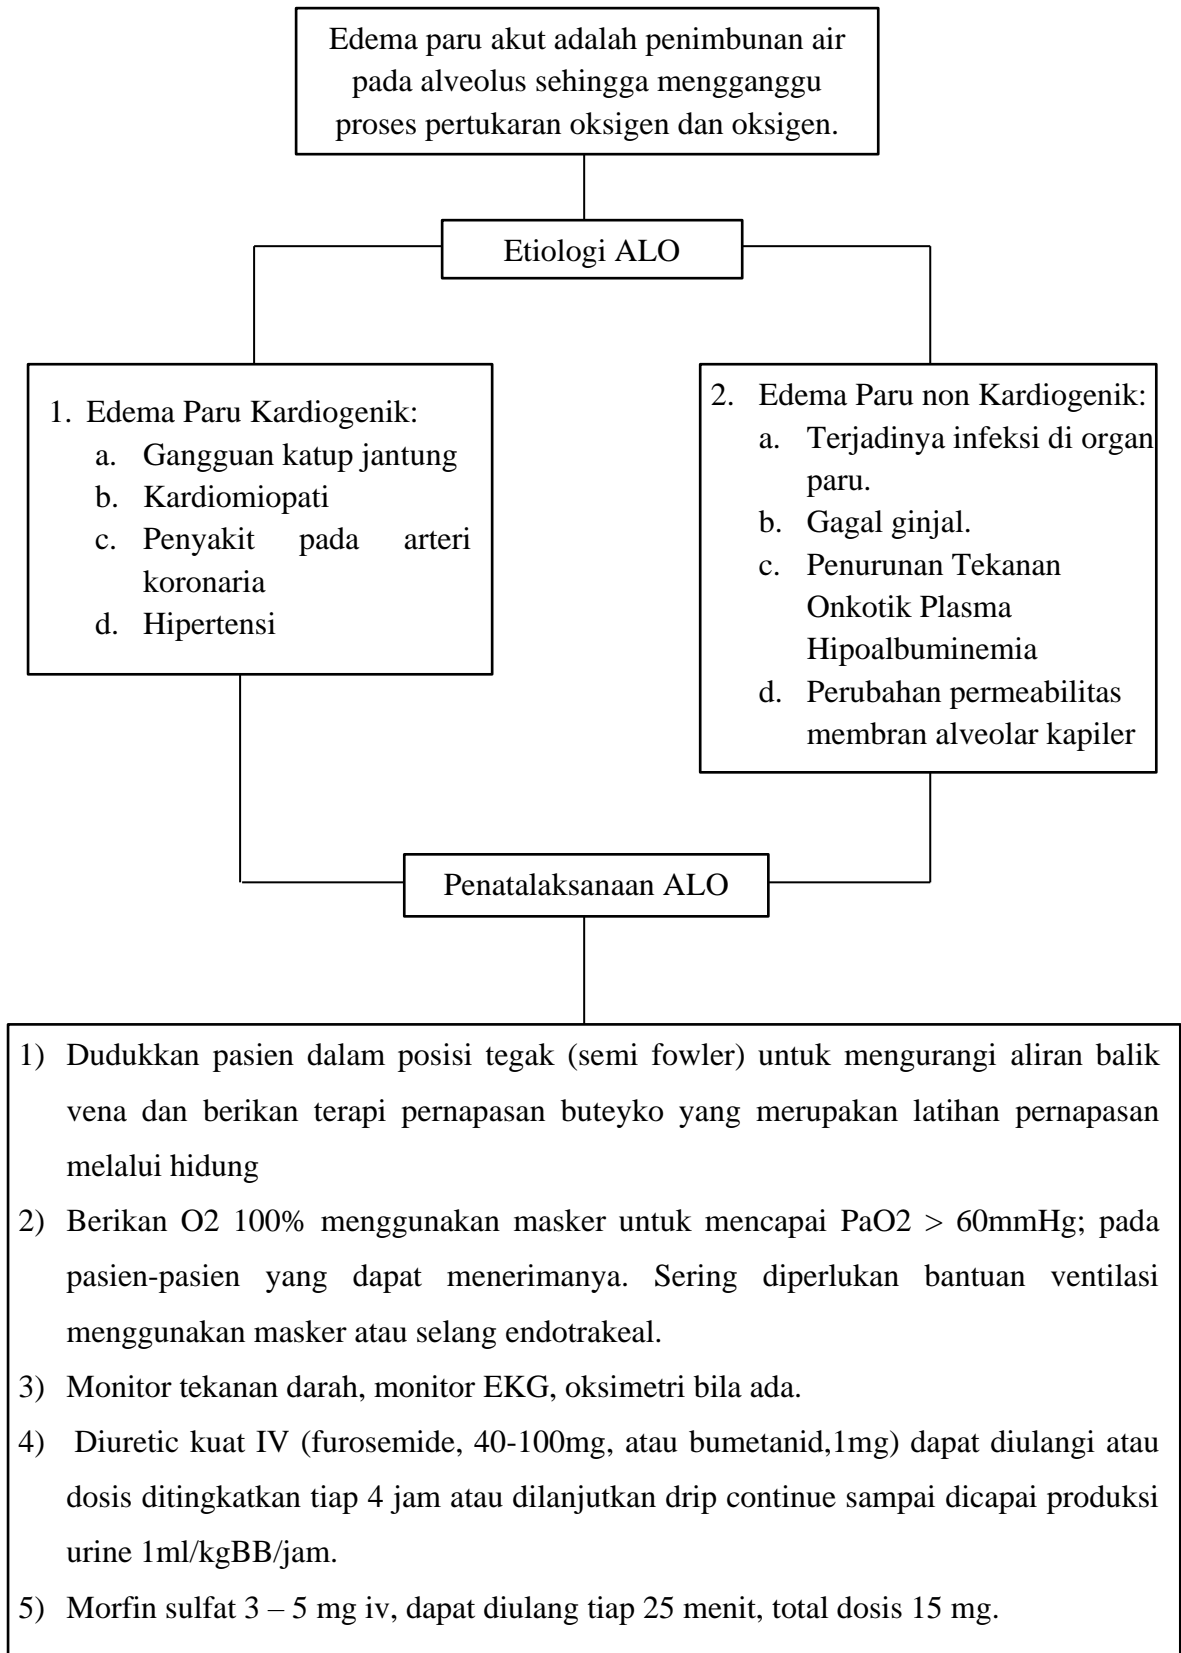 Edema paru akut adalah penimbunan air
pada alveolus sehingga mengganggu
proses pertukaran oksigen dan oksigen.
Etiologi ALO
1. Edema Paru Kardiogenik:
a. Gangguan katup jantung
b. Kardiomiopati
c. Penyakit pada arteri
koronaria
d. Hipertensi
2. Edema Paru non Kardiogenik:
a. Terjadinya infeksi di organ
paru.
b. Gagal ginjal.
c. Penurunan Tekanan
Onkotik Plasma
Hipoalbuminemia
d. Perubahan permeabilitas
membran alveolar kapiler
Penatalaksanaan ALO
1) Dudukkan pasien dalam posisi tegak (semi fowler) untuk mengurangi aliran balik
vena dan berikan terapi pernapasan buteyko yang merupakan latihan pernapasan
melalui hidung
2) Berikan O2 100% menggunakan masker untuk mencapai PaO2 > 60mmHg; pada
pasien-pasien yang dapat menerimanya. Sering diperlukan bantuan ventilasi
menggunakan masker atau selang endotrakeal.
3) Monitor tekanan darah, monitor EKG, oksimetri bila ada.
4) Diuretic kuat IV (furosemide, 40-100mg, atau bumetanid,1mg) dapat diulangi atau
dosis ditingkatkan tiap 4 jam atau dilanjutkan drip continue sampai dicapai produksi
urine 1ml/kgBB/jam.
5) Morfin sulfat 3 – 5 mg iv, dapat diulang tiap 25 menit, total dosis 15 mg.